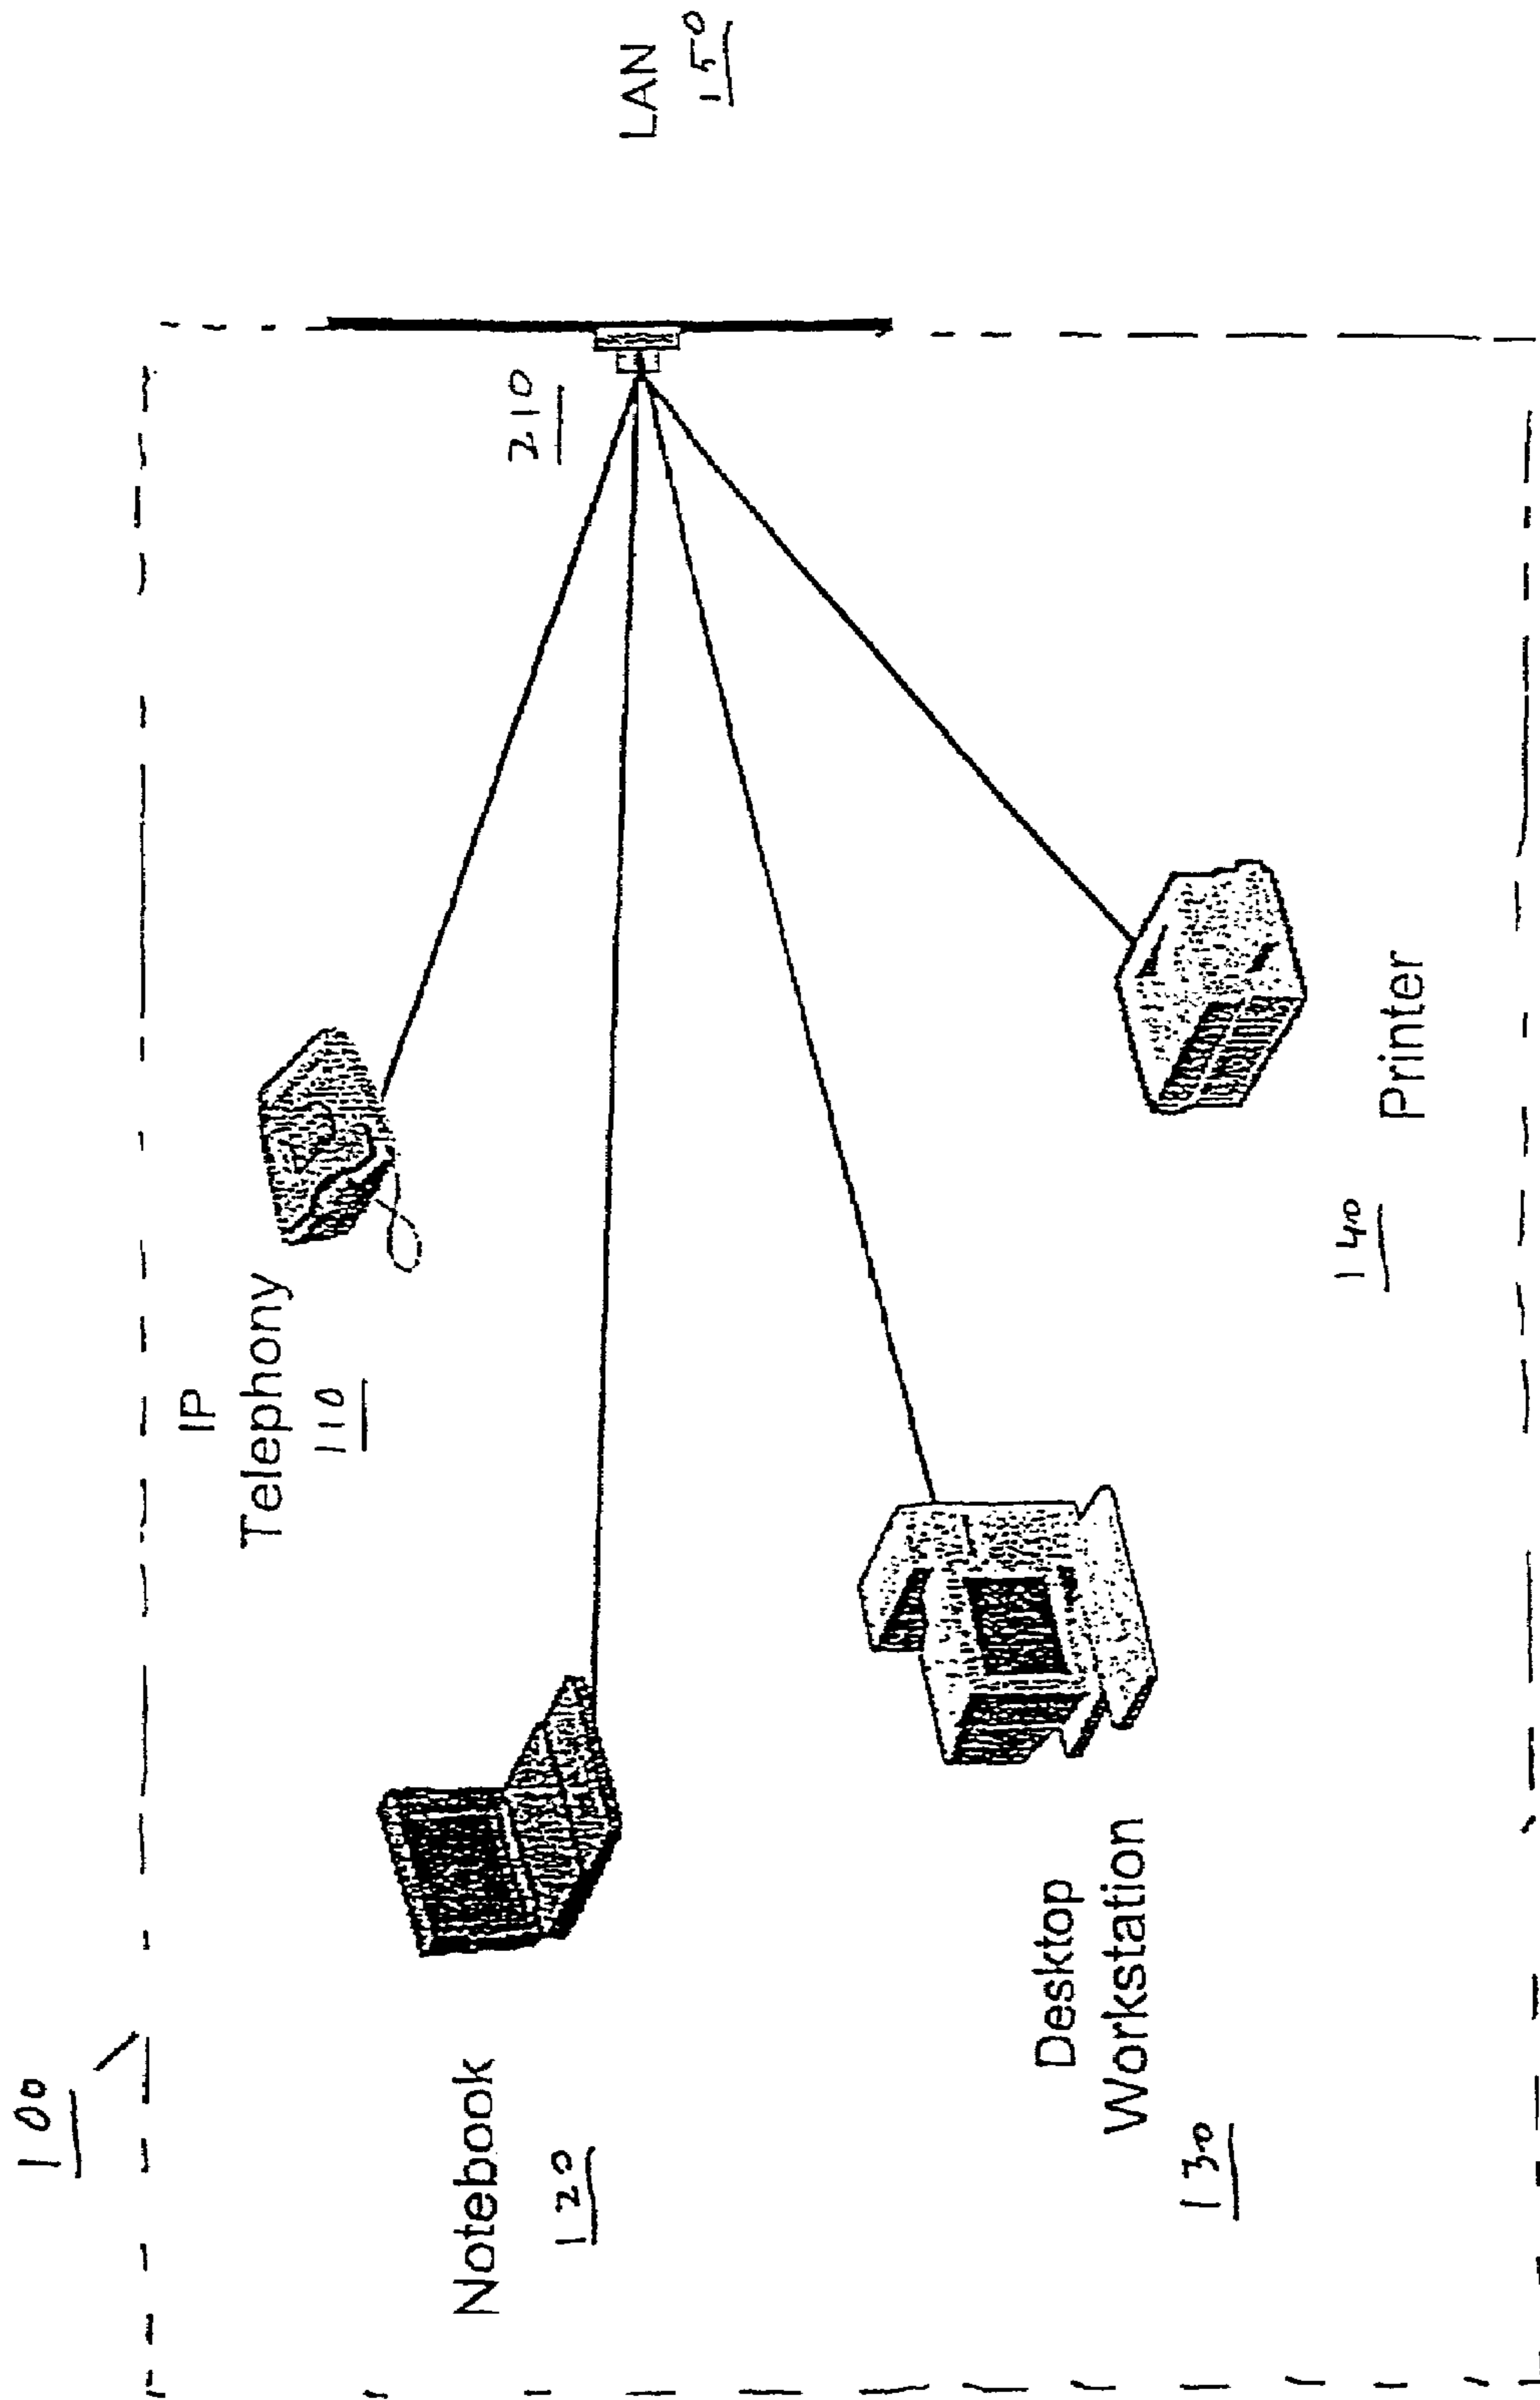 100
IP
Telephony
110
Notebook
120
210
LAN
150
Desktop
Workstation
130
Printer
140